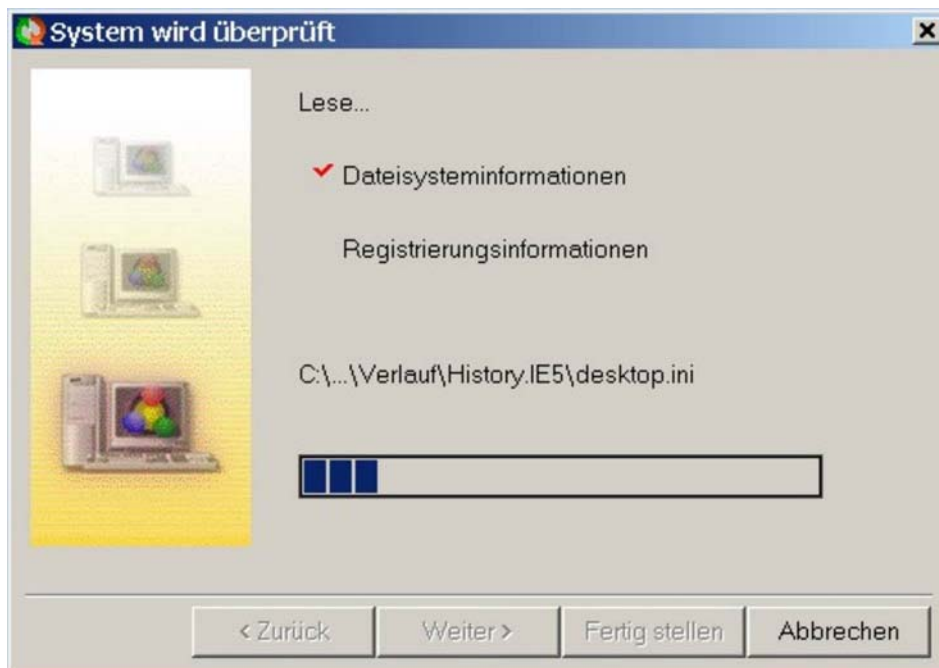 System wird überprüft
Lese...
Dateisysteminformationen
Registrierungsinformationen
C:\...\Verlauf\History.IE5\desktop.ini
< Zurück
Weiter >
Fertig stellen
Abbrechen